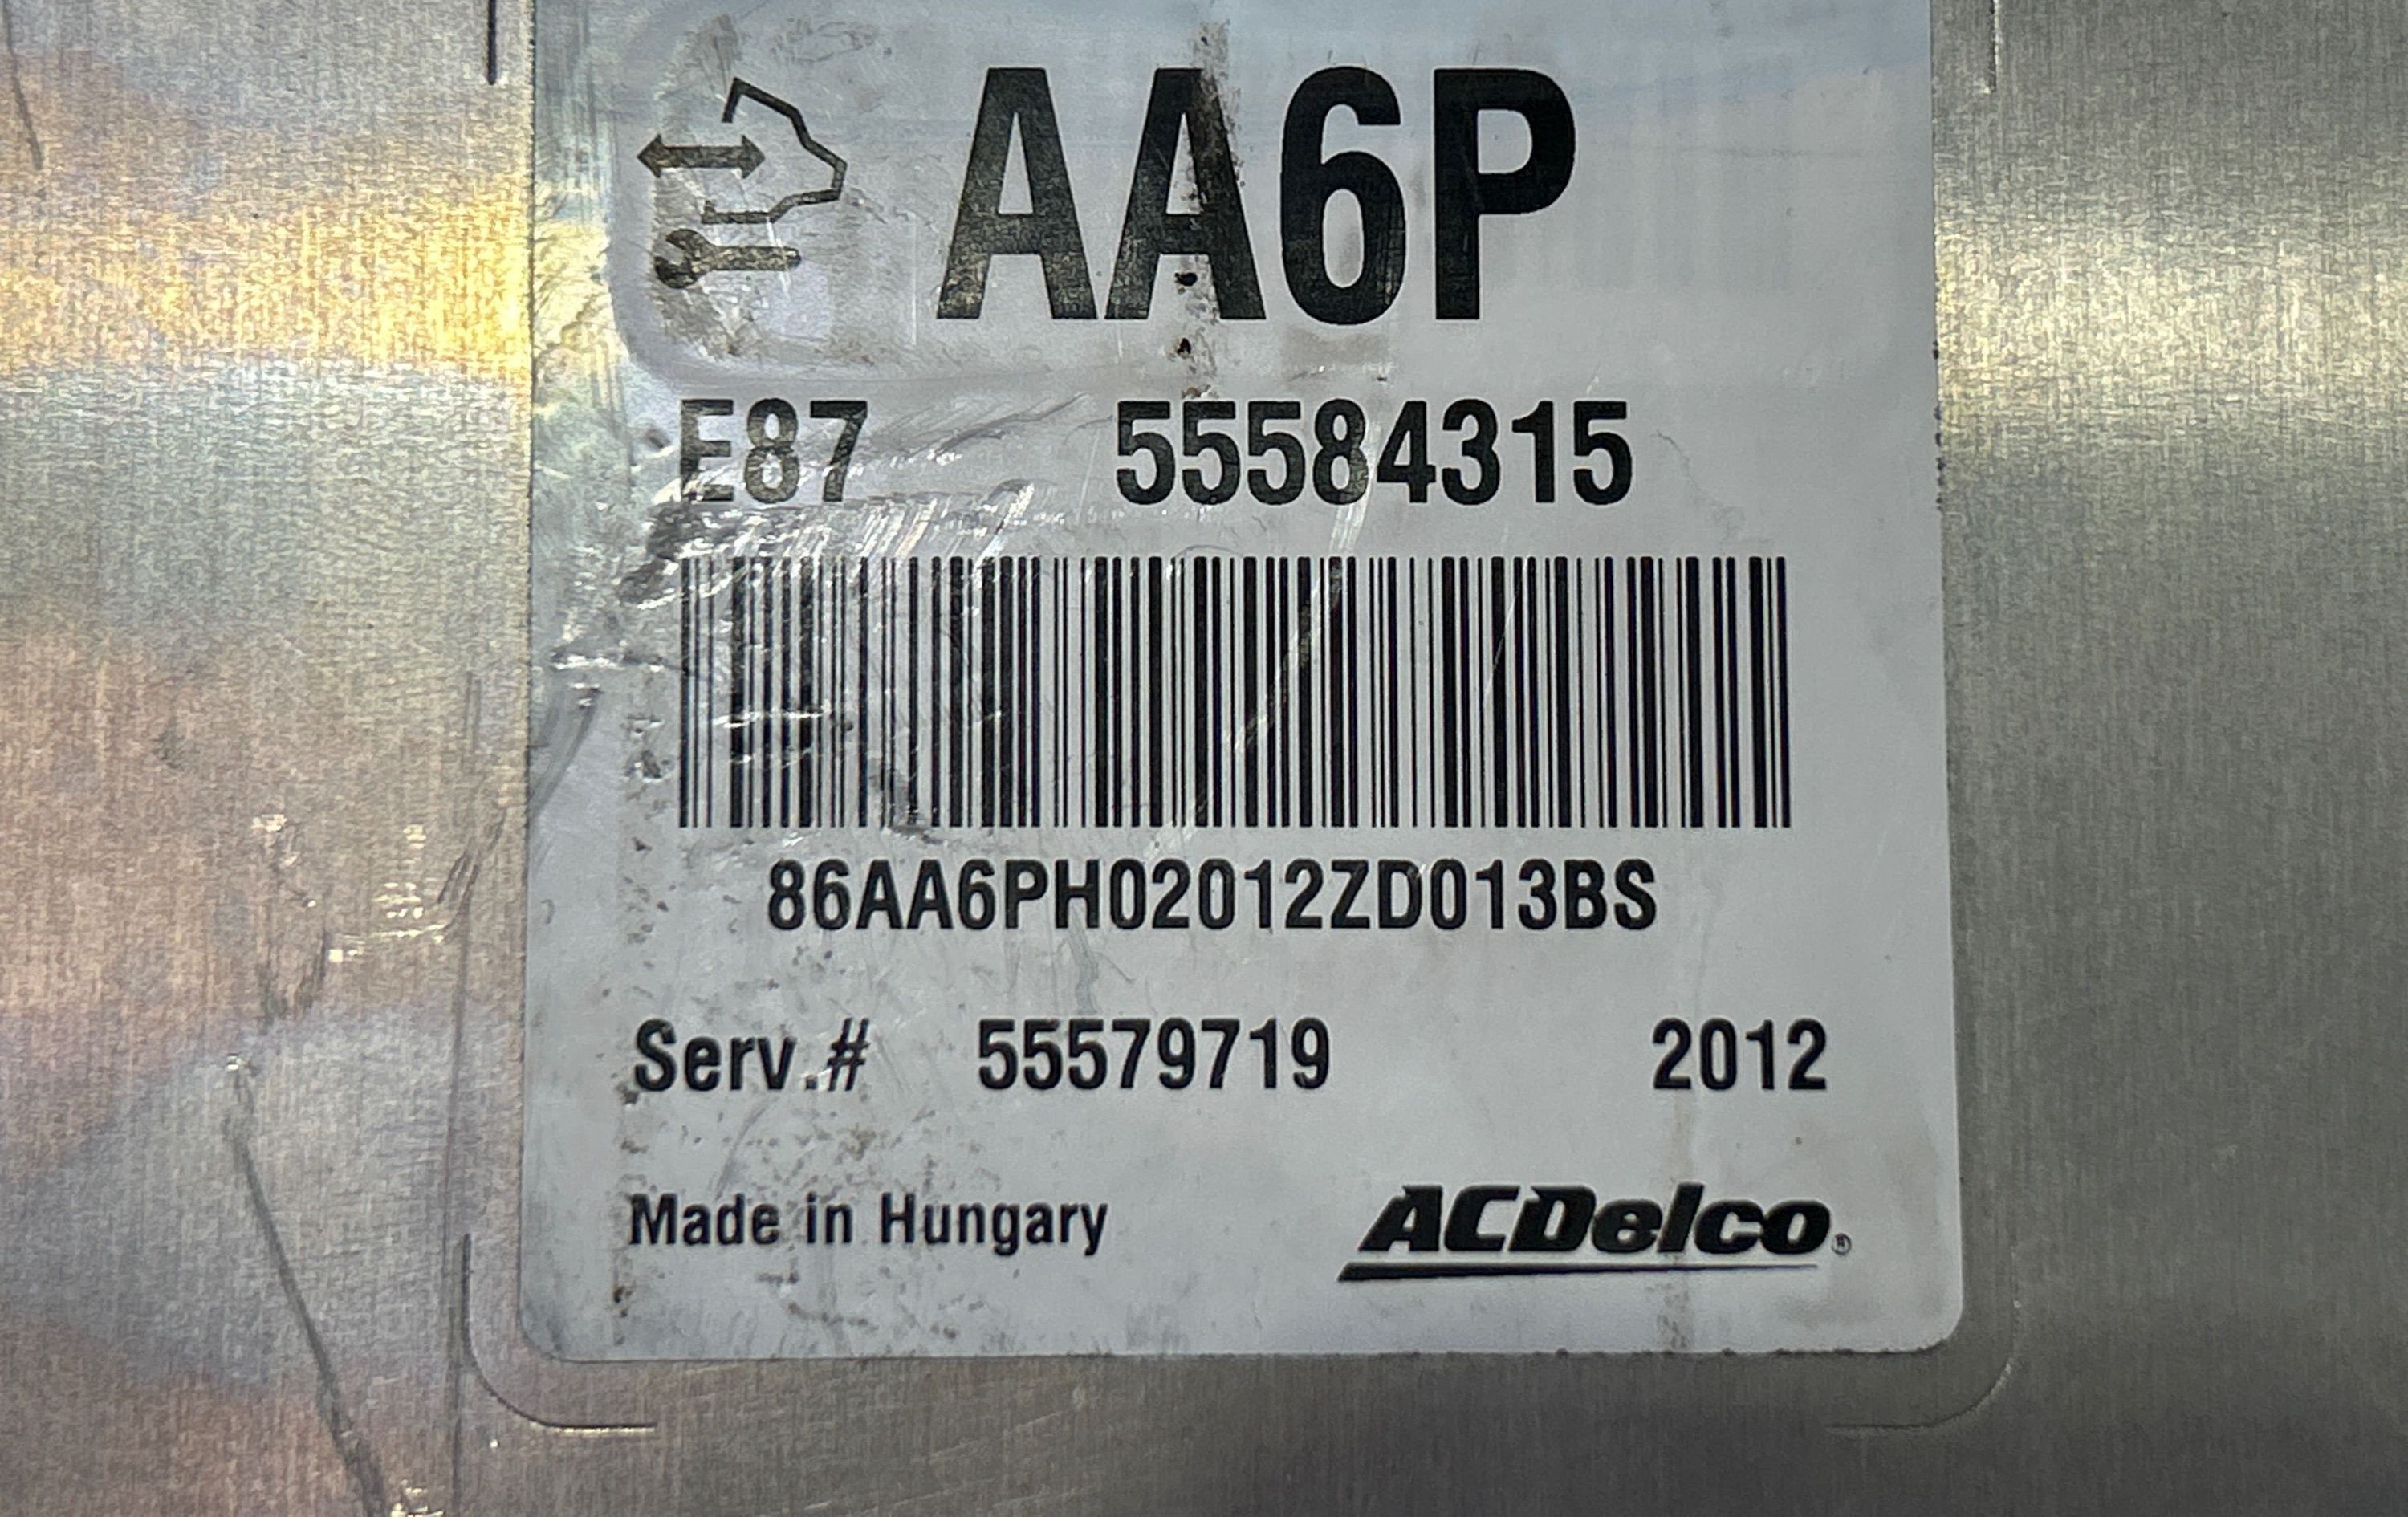 AA6P
E87 55584315
86AA6PH02012ZD013BS
Serv.# 55579719 2012
Made in Hungary ACDelco®